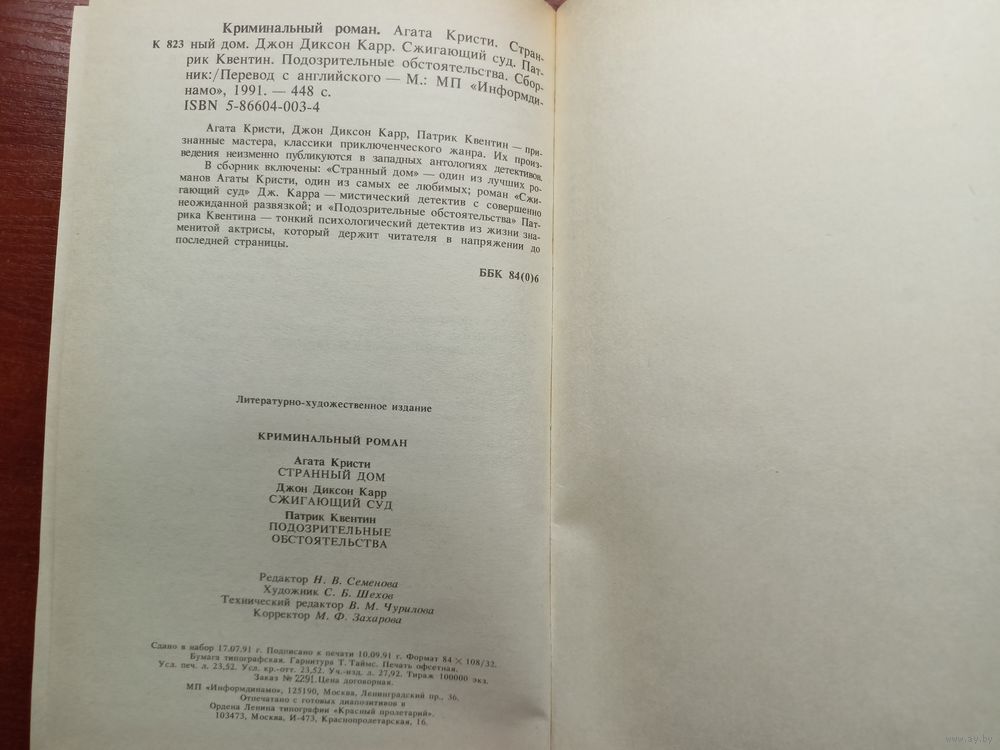 Криминальный роман. Агата Кристи. Стран-
К 823 ный дом. Джон Диксон Карр. Сжигающий суд. Пат-
рик Квентин. Подозрительные обстоятельства. Сбор-
ник:/Перевод с английского — М.: МП «Информди-
намо», 1991. — 448 с.
ISBN 5-86604-003-4
Агата Кристи, Джон Диксон Карр, Патрик Квентин — при-
знанные мастера, классики приключенческого жанра. Их произ-
ведения неизменно публикуются в западных антологиях детективов.
В сборник включены: «Странный дом» — один из лучших ро-
манов Агаты Кристи, один из самых ее любимых; роман «Сжи-
гающий суд» Дж. Карра — мистический детектив с совершенно
неожиданной развязкой; и «Подозрительные обстоятельства» Пат-
рика Квентина — тонкий психологический детектив из жизни зна-
менитой актрисы, который держит читателя в напряжении до
последней страницы.
ББК 84(0)6
Литературно-художественное издание
КРИМИНАЛЬНЫЙ РОМАН
Агата Кристи
СТРАННЫЙ ДОМ
Джон Диксон Карр
СЖИГАЮЩИЙ СУД
Патрик Квентин
ПОДОЗРИТЕЛЬНЫЕ
ОБСТОЯТЕЛЬСТВА
Редактор Н. В. Семенова
Художник С. Б. Шехов
Технический редактор В. М. Чурилова
Корректор М. Ф. Захарова
Сдано в набор 17.07.91 г. Подписано к печати 10.09.91 г. Формат 84 × 108/32.
Бумага типографская. Гарнитура Т. Таймс. Печать офсетная.
Усл. печ. л. 23,52. Усл. кр.-отт. 23,52. Уч.-изд. л. 27,92. Тираж 100000 экз.
Заказ № 2291. Цена договорная.
МП «Информдинамо», 125190, Москва, Ленинградский пр., 36.
Отпечатано с готовых диапозитивов в
Ордена Ленина типографии «Красный пролетарий».
103473, Москва, И-473, Краснопролетарская, 16.
www.ay.by